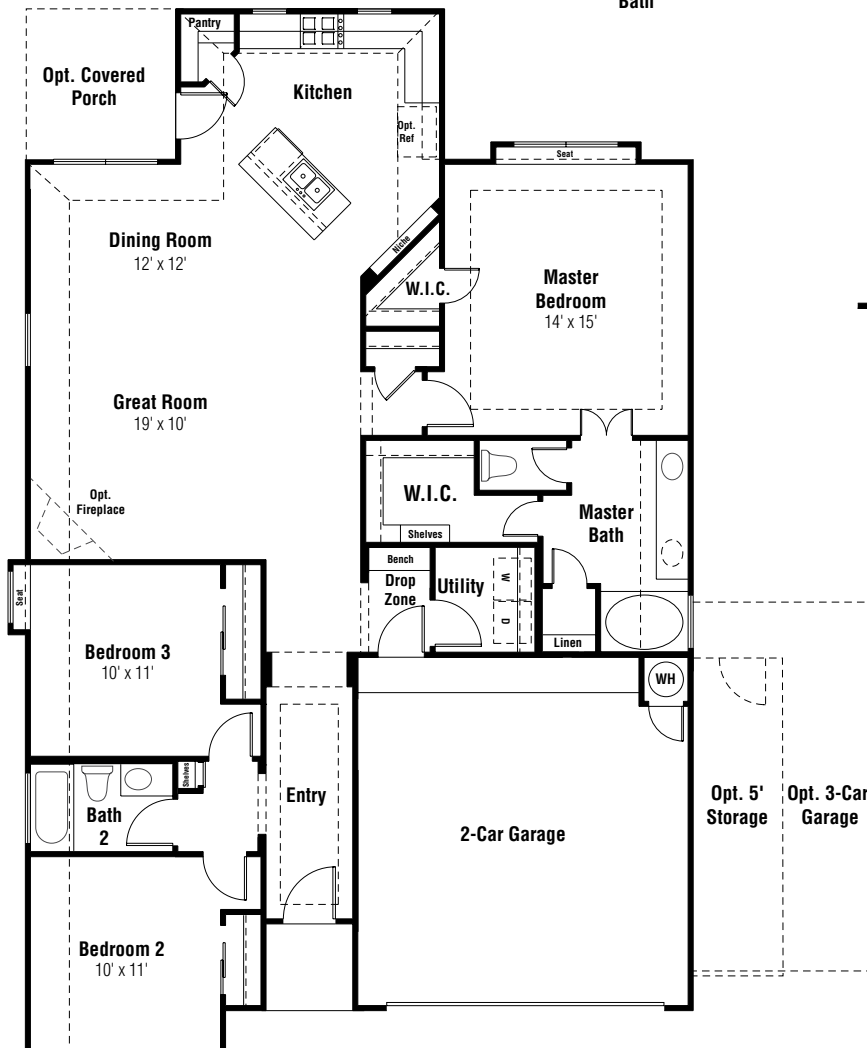 Bath
Pantry
Opt. Covered
Porch
Kitchen
Opt.
Ref
Seat
Dining Room
12' x 12'
Niche
W.I.C.
Master
Bedroom
14' x 15'
Great Room
19' x 10'
Opt.
Fireplace
W.I.C.
Shelves
Master
Bath
Bench
Drop
Zone
Utility
W
D
Linen
Seat
Bedroom 3
10' x 11'
WH
Shelves
Bath
2
Entry
2-Car Garage
Opt. 5'
Storage
Opt. 3-Car
Garage
Bedroom 2
10' x 11'